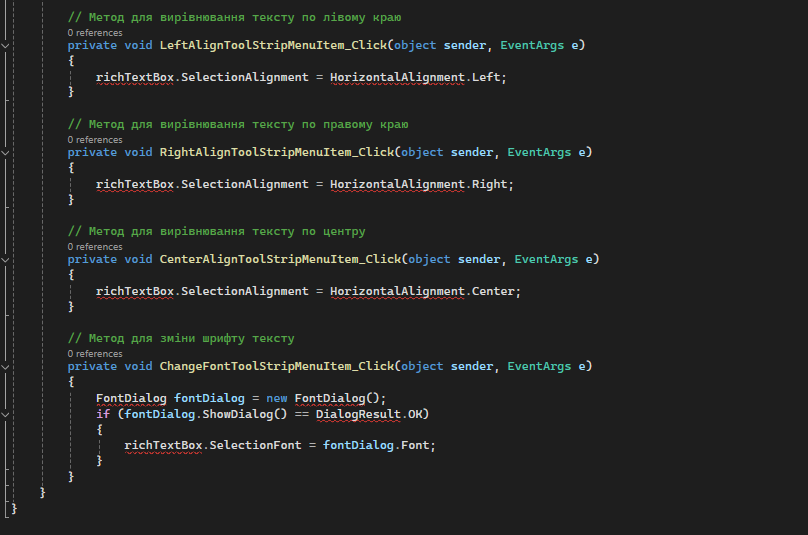 // Метод для вирівнювання тексту по лівому краю
0 references
private void LeftAlignToolStripMenuItem_Click(object sender, EventArgs e)
{
richTextBox.SelectionAlignment = HorizontalAlignment.Left;
}
// Метод для вирівнювання тексту по правому краю
0 references
private void RightAlignToolStripMenuItem_Click(object sender, EventArgs e)
{
richTextBox.SelectionAlignment = HorizontalAlignment.Right;
}
// Метод для вирівнювання тексту по центру
0 references
private void CenterAlignToolStripMenuItem_Click(object sender, EventArgs e)
{
richTextBox.SelectionAlignment = HorizontalAlignment.Center;
}
// Метод для зміни шрифту тексту
0 references
private void ChangeFontToolStripMenuItem_Click(object sender, EventArgs e)
{
FontDialog fontDialog = new FontDialog();
if (fontDialog.ShowDialog() == DialogResult.OK)
{
richTextBox.SelectionFont = fontDialog.Font;
}
}
}
}